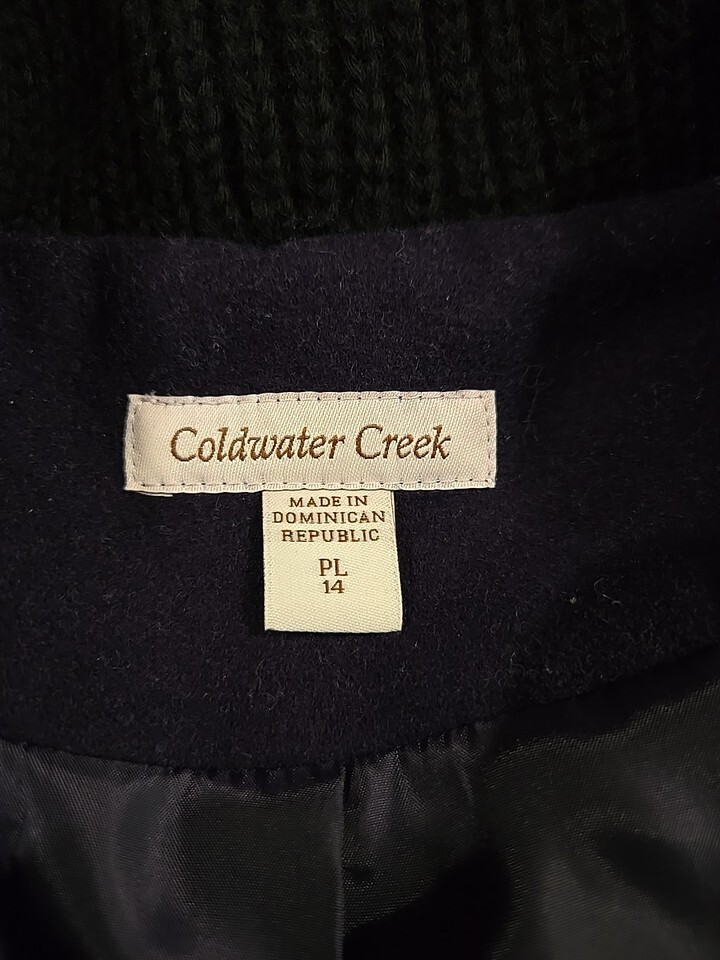 Coldwater Creek
MADE IN
DOMINICAN
REPUBLIC
PL
14